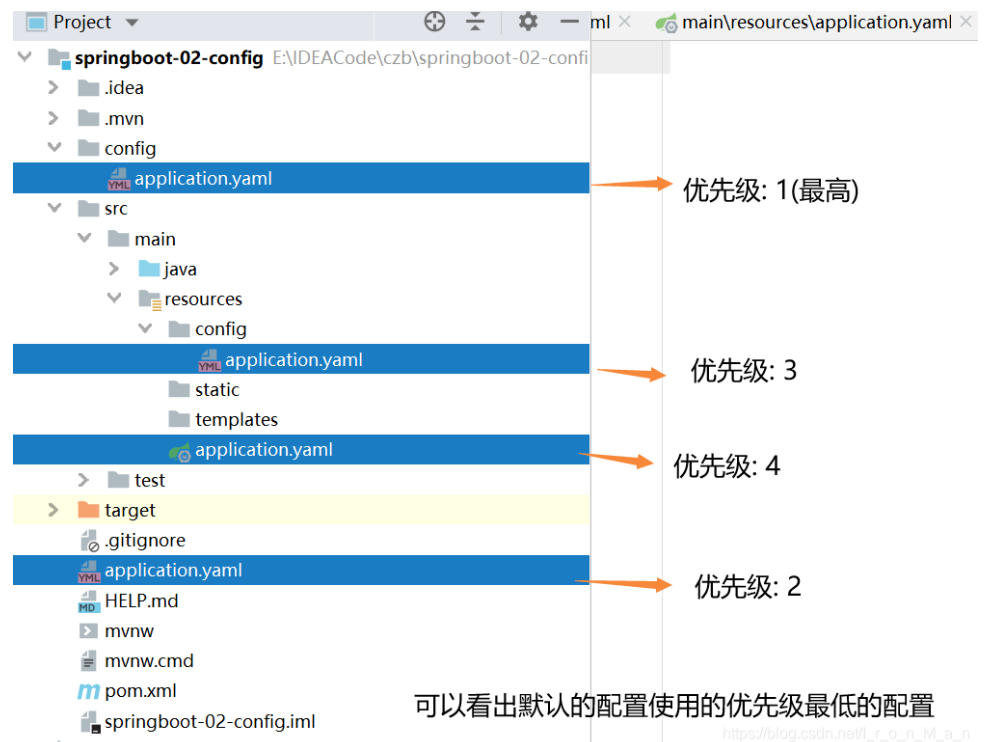 Project ml main\resources\application.yaml
springboot-02-config E:\IDEACode\czb\springboot-02-confi
.idea
.mvn
config
YML application.yaml
优先级: 1(最高)
src
main
java
resources
config
YML application.yaml
优先级: 3
static
templates
application.yaml
优先级: 4
test
target
.gitignore
YML application.yaml
优先级: 2
MD HELP.md
mvnw
mvnw.cmd
m pom.xml
可以看出默认的配置使用的优先级最低的配置
springboot-02-config.iml
https://blog.csdn.net/I_r_o_n_M_a_n